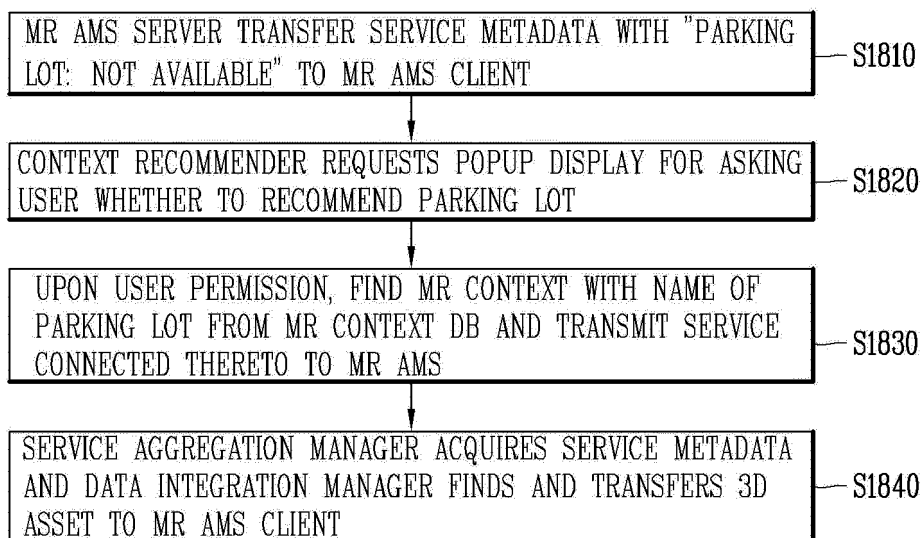 MR AMS SERVER TRANSFER SERVICE METADATA WITH "PARKING
LOT: NOT AVAILABLE" TO MR AMS CLIENT
S1810
CONTEXT RECOMMENDER REQUESTS POPUP DISPLAY FOR ASKING
USER WHETHER TO RECOMMEND PARKING LOT
S1820
UPON USER PERMISSION, FIND MR CONTEXT WITH NAME OF
PARKING LOT FROM MR CONTEXT DB AND TRANSMIT SERVICE
CONNECTED THERETO TO MR AMS
S1830
SERVICE AGGREGATION MANAGER ACQUIRES SERVICE METADATA
AND DATA INTEGRATION MANAGER FINDS AND TRANSFERS 3D
ASSET TO MR AMS CLIENT
S1840